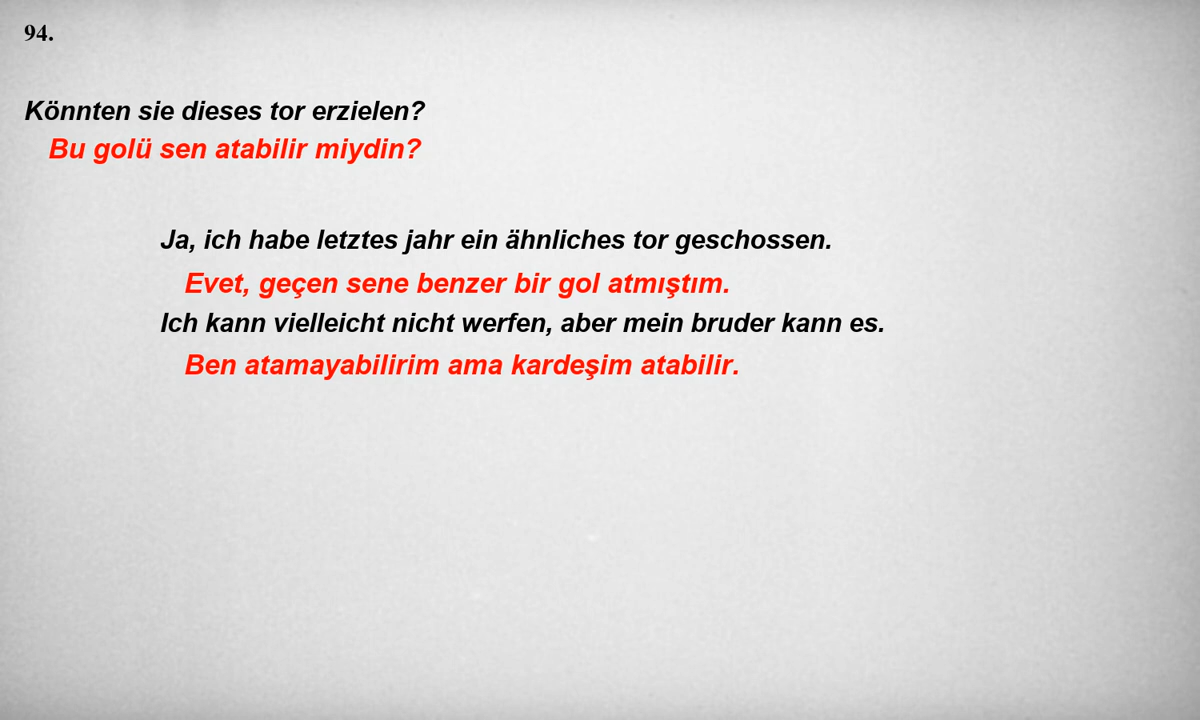 94.
Könnten sie dieses tor erzielen?
Bu golü sen atabilir miydin?
Ja, ich habe letztes jahr ein ähnliches tor geschossen.
Evet, geçen sene benzer bir gol atmıştım.
Ich kann vielleicht nicht werfen, aber mein bruder kann es.
Ben atamayabilirim ama kardeşim atabilir.